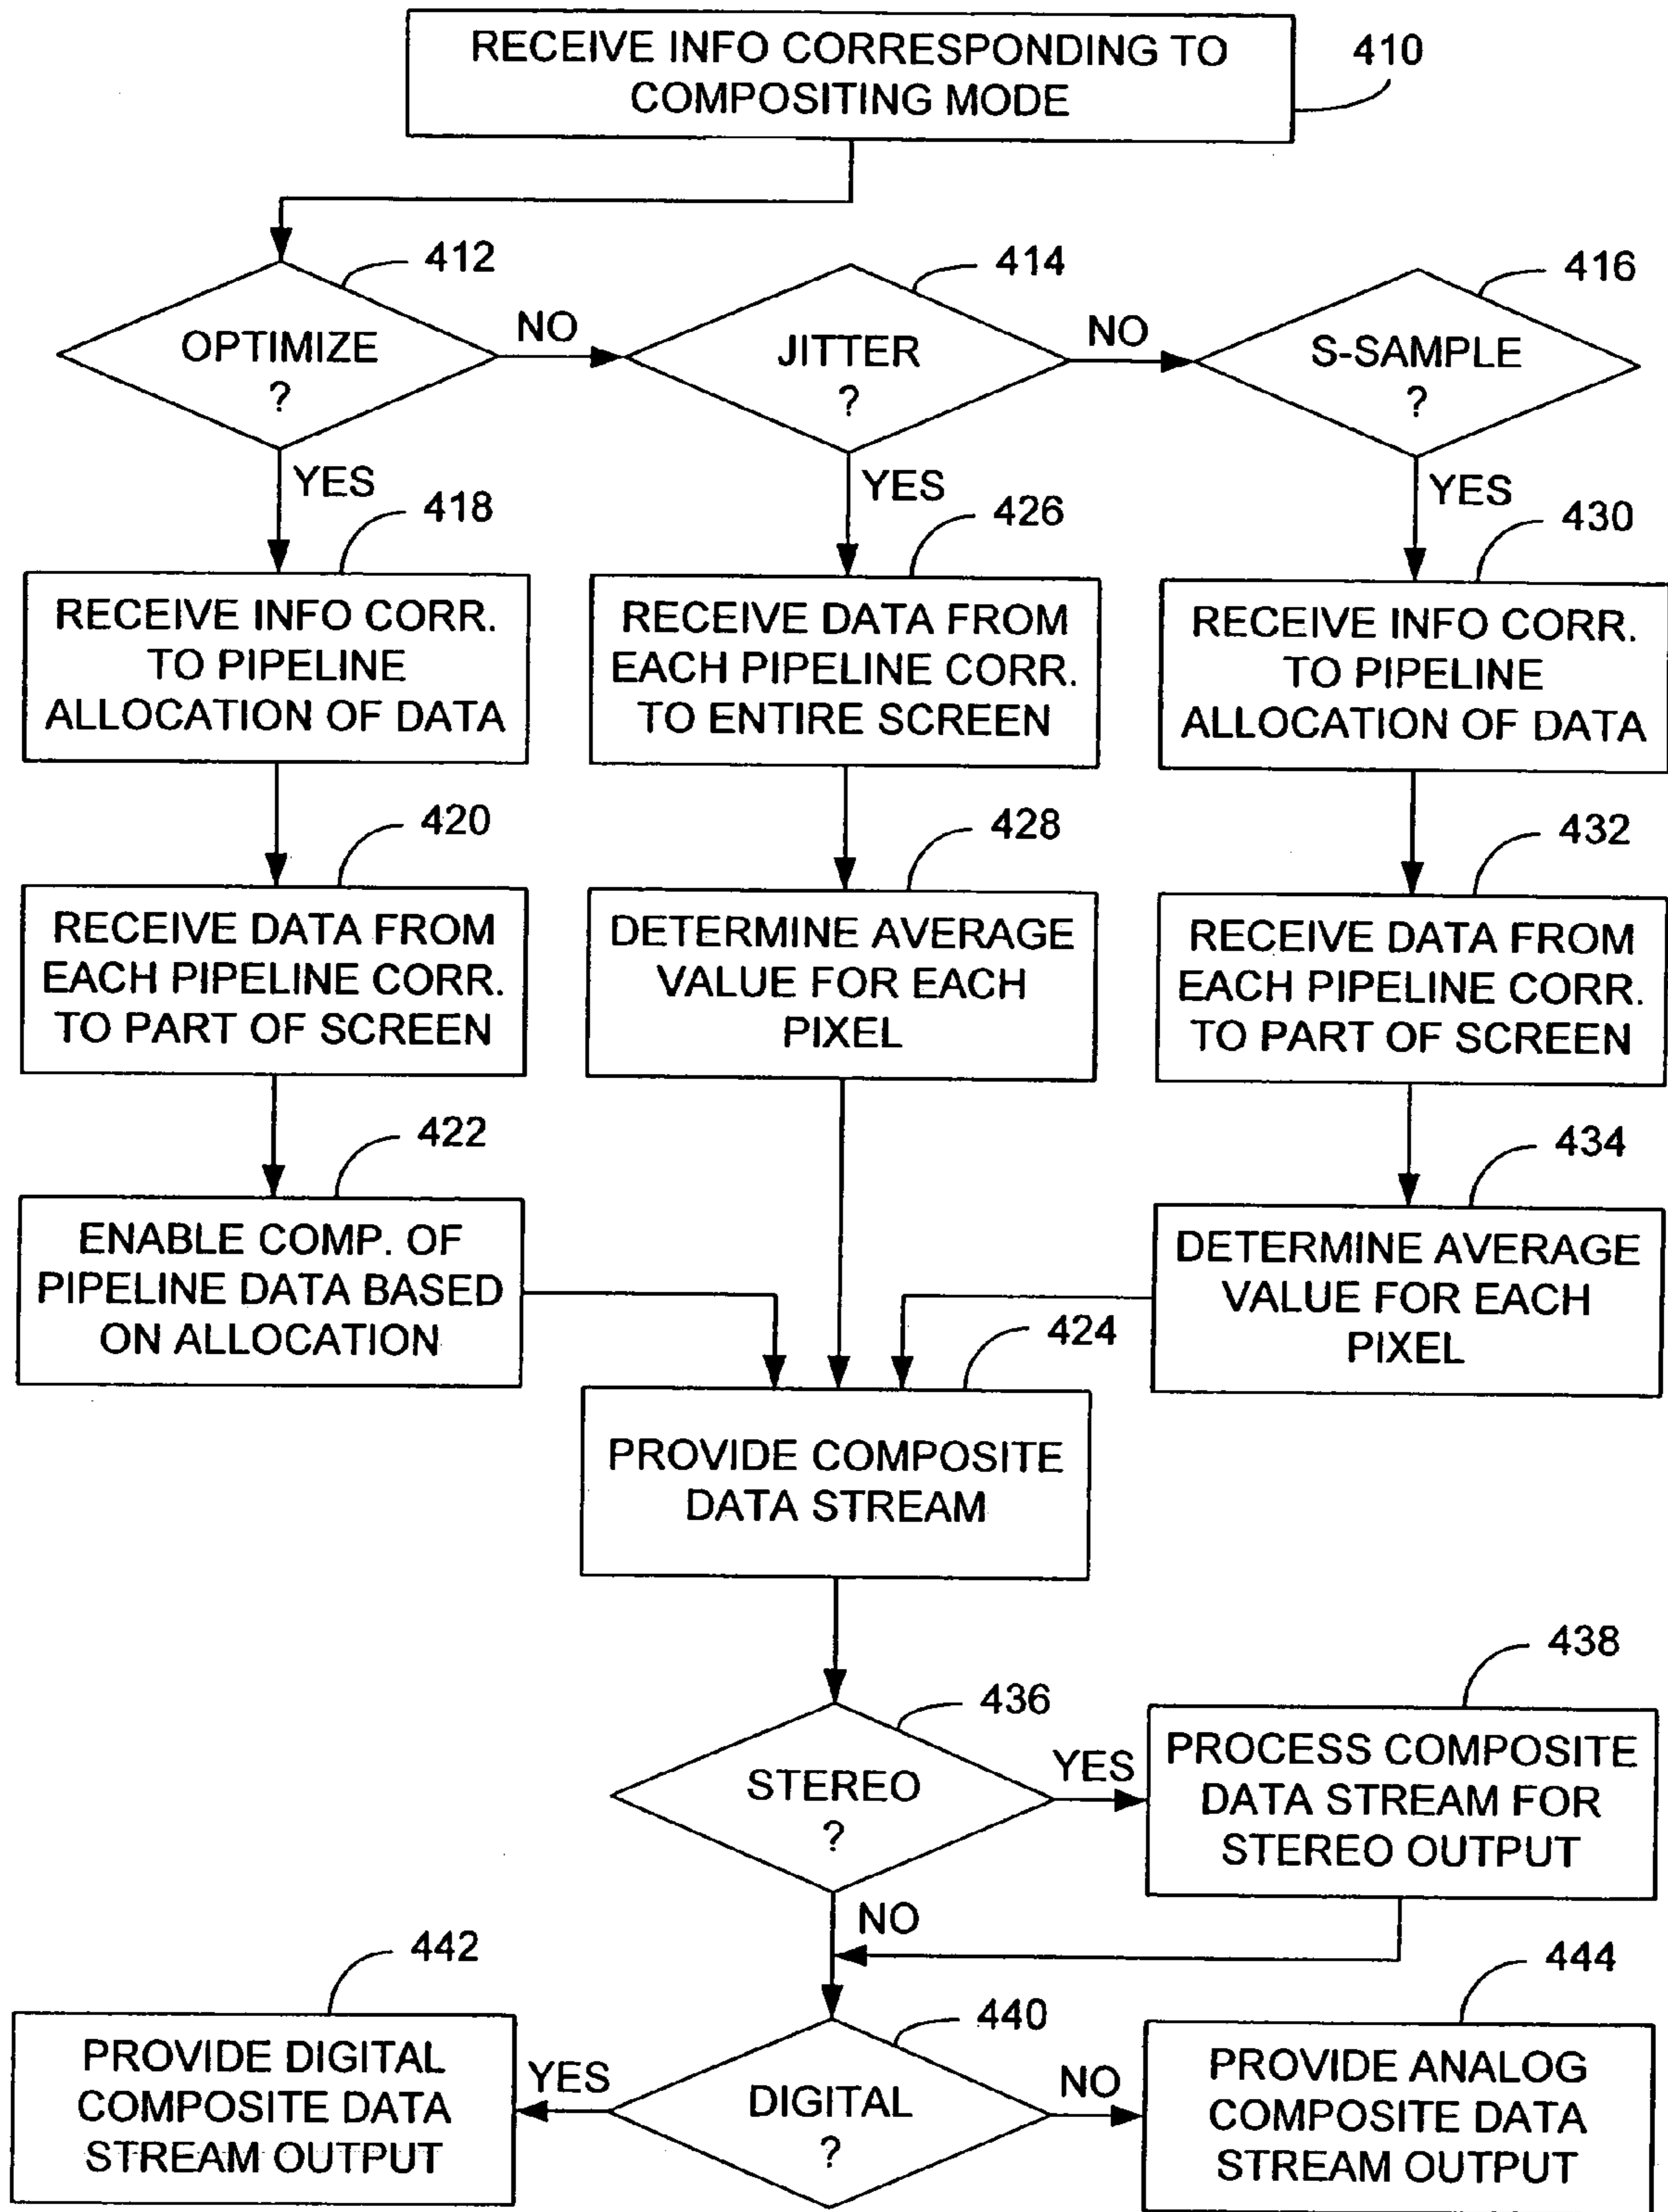 RECEIVE INFO CORRESPONDING TO
COMPOSITING MODE
410
412
414
416
OPTIMIZE
?
NO
JITTER
?
NO
S-SAMPLE
?
YES
YES
YES
418
426
430
RECEIVE INFO CORR.
TO PIPELINE
ALLOCATION OF DATA
RECEIVE DATA FROM
EACH PIPELINE CORR.
TO ENTIRE SCREEN
RECEIVE INFO CORR.
TO PIPELINE
ALLOCATION OF DATA
420
428
432
RECEIVE DATA FROM
EACH PIPELINE CORR.
TO PART OF SCREEN
DETERMINE AVERAGE
VALUE FOR EACH
PIXEL
RECEIVE DATA FROM
EACH PIPELINE CORR.
TO PART OF SCREEN
422
434
ENABLE COMP. OF
PIPELINE DATA BASED
ON ALLOCATION
DETERMINE AVERAGE
VALUE FOR EACH
PIXEL
424
PROVIDE COMPOSITE
DATA STREAM
436
438
STEREO
?
YES
PROCESS COMPOSITE
DATA STREAM FOR
STEREO OUTPUT
NO
442
440
444
PROVIDE DIGITAL
COMPOSITE DATA
STREAM OUTPUT
YES
DIGITAL
?
NO
PROVIDE ANALOG
COMPOSITE DATA
STREAM OUTPUT